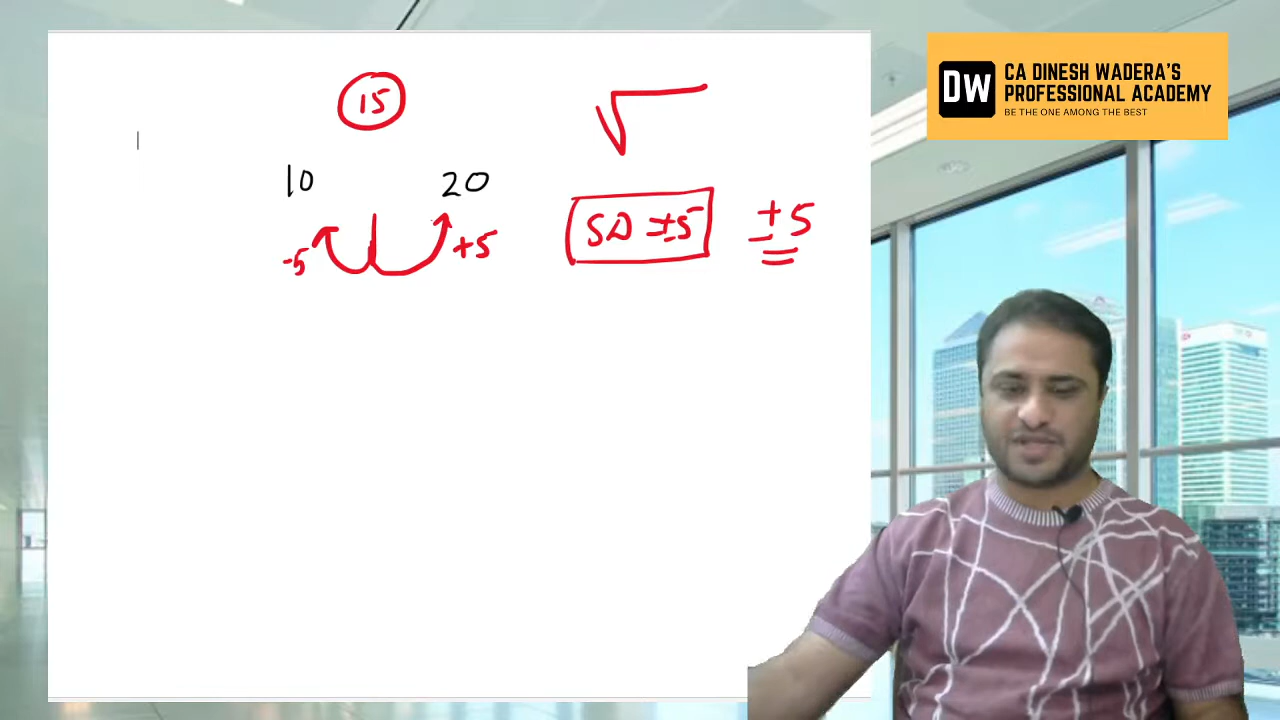 15
√
10
20
-5
+5
SD = ±5
±5
DW
CA DINESH WADERA'S
PROFESSIONAL ACADEMY
BE THE ONE AMONG THE BEST